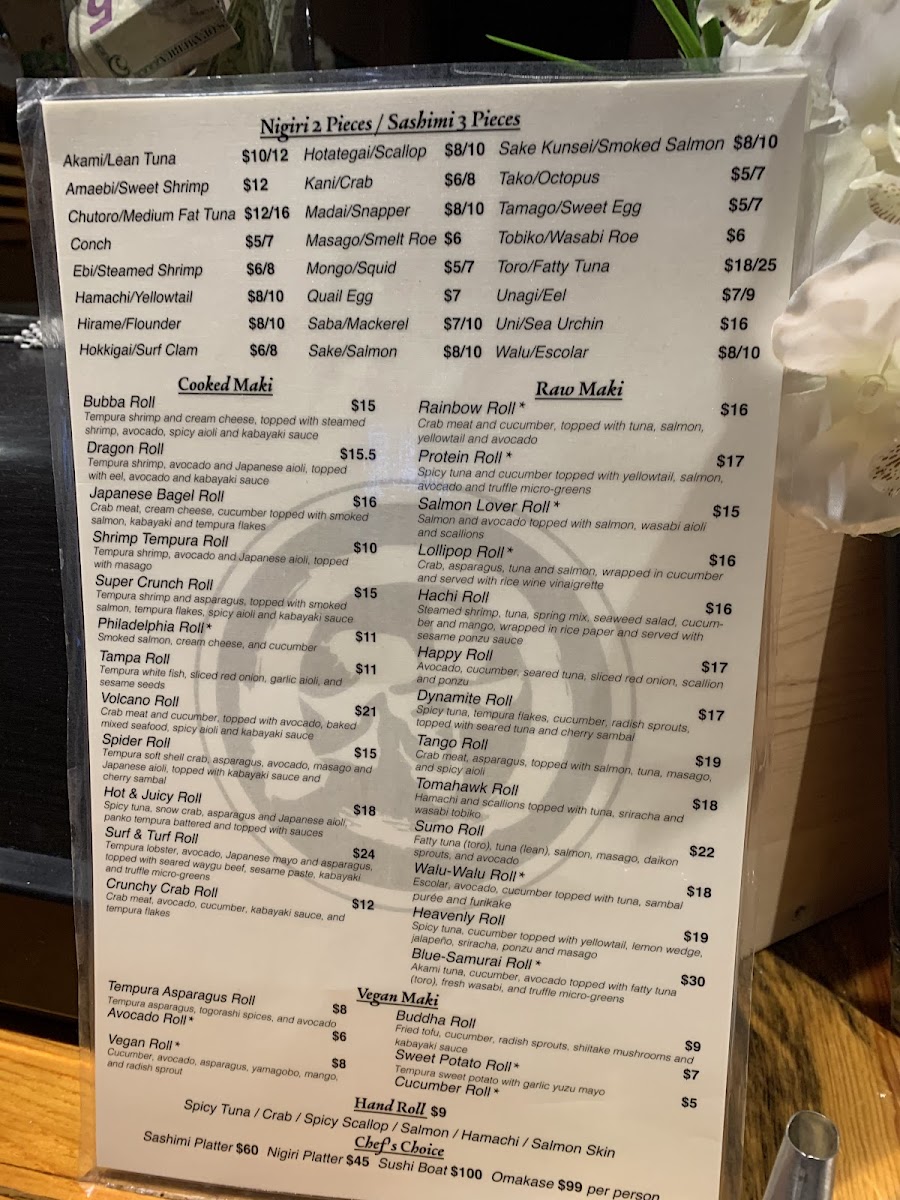 Nigiri 2 Pieces / Sashimi 3 Pieces
Akami/Lean Tuna $10/12
Amaebi/Sweet Shrimp $12
Chutoro/Medium Fat Tuna $12/16
Conch $5/7
Ebi/Steamed Shrimp $6/8
Hamachi/Yellowtail $8/10
Hirame/Flounder $8/10
Hokkigai/Surf Clam $6/8
Hotategai/Scallop $8/10
Kani/Crab $6/8
Madai/Snapper $8/10
Masago/Smelt Roe $6
Mongo/Squid $5/7
Quail Egg $7
Saba/Mackerel $7/10
Sake/Salmon $8/10
Sake Kunsei/Smoked Salmon $8/10
Tako/Octopus $5/7
Tamago/Sweet Egg $5/7
Tobiko/Wasabi Roe $6
Toro/Fatty Tuna $18/25
Unagi/Eel $7/9
Uni/Sea Urchin $16
Walu/Escolar $8/10
Cooked Maki
Bubba Roll $15
Tempura shrimp and cream cheese, topped with steamed
shrimp, avocado, spicy aioli and kabayaki sauce
Dragon Roll $15.5
Tempura shrimp, avocado and Japanese aioli, topped
with eel, avocado and kabayaki sauce
Japanese Bagel Roll $16
Crab meat, cream cheese, cucumber topped with smoked
salmon, kabayaki and tempura flakes
Shrimp Tempura Roll $10
Tempura shrimp, avocado and Japanese aioli, topped
with masago
Super Crunch Roll $15
Tempura shrimp and asparagus, topped with smoked
salmon, tempura flakes, spicy aioli and kabayaki sauce
Philadelphia Roll* $11
Smoked salmon, cream cheese, and cucumber
Tampa Roll $11
Tempura white fish, sliced red onion, garlic aioli, and
sesame seeds
Volcano Roll $21
Crab meat and cucumber, topped with avocado, baked
mixed seafood, spicy aioli and kabayaki sauce
Spider Roll $15
Tempura soft shell crab, asparagus, avocado, masago and
Japanese aioli, topped with kabayaki sauce and
cherry sambal
Hot & Juicy Roll $18
Spicy tuna, snow crab, asparagus and Japanese aioli,
panko tempura battered and topped with sauces
Surf & Turf Roll $24
Tempura lobster, avocado, Japanese mayo and asparagus,
topped with seared waygu beef, sesame paste, kabayaki
and truffle micro-greens
Crunchy Crab Roll $12
Crab meat, avocado, cucumber, kabayaki sauce, and
tempura flakes
Raw Maki
Rainbow Roll * $16
Crab meat and cucumber, topped with tuna, salmon,
yellowtail and avocado
Protein Roll * $17
Spicy tuna and cucumber topped with yellowtail, salmon,
avocado and truffle micro-greens
Salmon Lover Roll * $15
Salmon and avocado topped with salmon, wasabi aioli
and scallions
Lollipop Roll * $16
Crab, asparagus, tuna and salmon, wrapped in cucumber
and served with rice wine vinaigrette
Hachi Roll $16
Steamed shrimp, tuna, spring mix, seaweed salad, cucum-
ber and mango, wrapped in rice paper and served with
sesame ponzu sauce
Happy Roll $17
Avocado, cucumber, seared tuna, sliced red onion, scallion
and ponzu
Dynamite Roll $17
Spicy tuna, tempura flakes, cucumber, radish sprouts,
topped with seared tuna and cherry sambal
Tango Roll $19
Crab meat, asparagus, topped with salmon, tuna, masago,
and spicy aioli
Tomahawk Roll $18
Hamachi and scallions topped with tuna, sriracha and
wasabi tobiko
Sumo Roll $22
Fatty tuna (toro), tuna (lean), salmon, masago, daikon
sprouts, and avocado
Walu-Walu Roll * $18
Escolar, avocado, cucumber topped with tuna, sambal
purée and furikake
Heavenly Roll $19
Spicy tuna, cucumber topped with yellowtail, lemon wedge,
jalapeño, sriracha, ponzu and masago
Blue-Samurai Roll * $30
Akami tuna, cucumber, avocado topped with fatty tuna
(toro), fresh wasabi, and truffle micro-greens
Vegan Maki
Tempura Asparagus Roll $8
Tempura asparagus, togorashi spices, and avocado
Avocado Roll * $6
Vegan Roll * $8
Cucumber, avocado, asparagus, yamagobo, mango,
and radish sprout
Buddha Roll $9
Fried tofu, cucumber, radish sprouts, shiitake mushrooms and
kabayaki sauce
Sweet Potato Roll * $7
Tempura sweet potato with garlic yuzu mayo
Cucumber Roll * $5
Hand Roll $9
Spicy Tuna / Crab / Spicy Scallop / Salmon / Hamachi / Salmon Skin
Chef's Choice
Sashimi Platter $60 Nigiri Platter $45 Sushi Boat $100 Omakase $99 per person